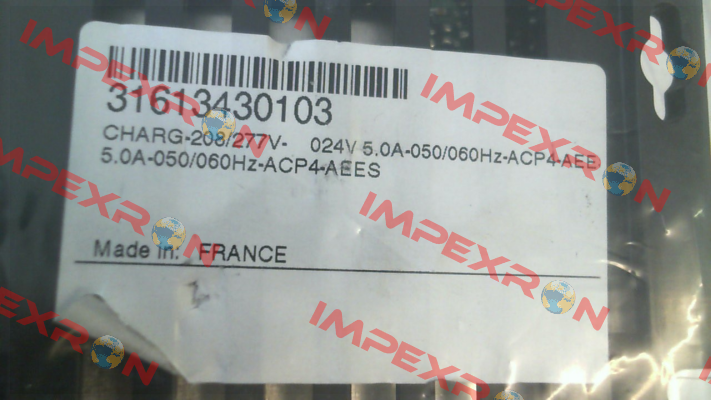 31613430103
CHARG-208/277V- 024V 5.0A-050/060Hz-ACP4-AEE
5.0A-050/060Hz-ACP4-AEES
Made in: FRANCE
IMPEXRON
IMPEXRON
IMPEXRON
IMPEXRON
IMPEXRON
IMPEXRON